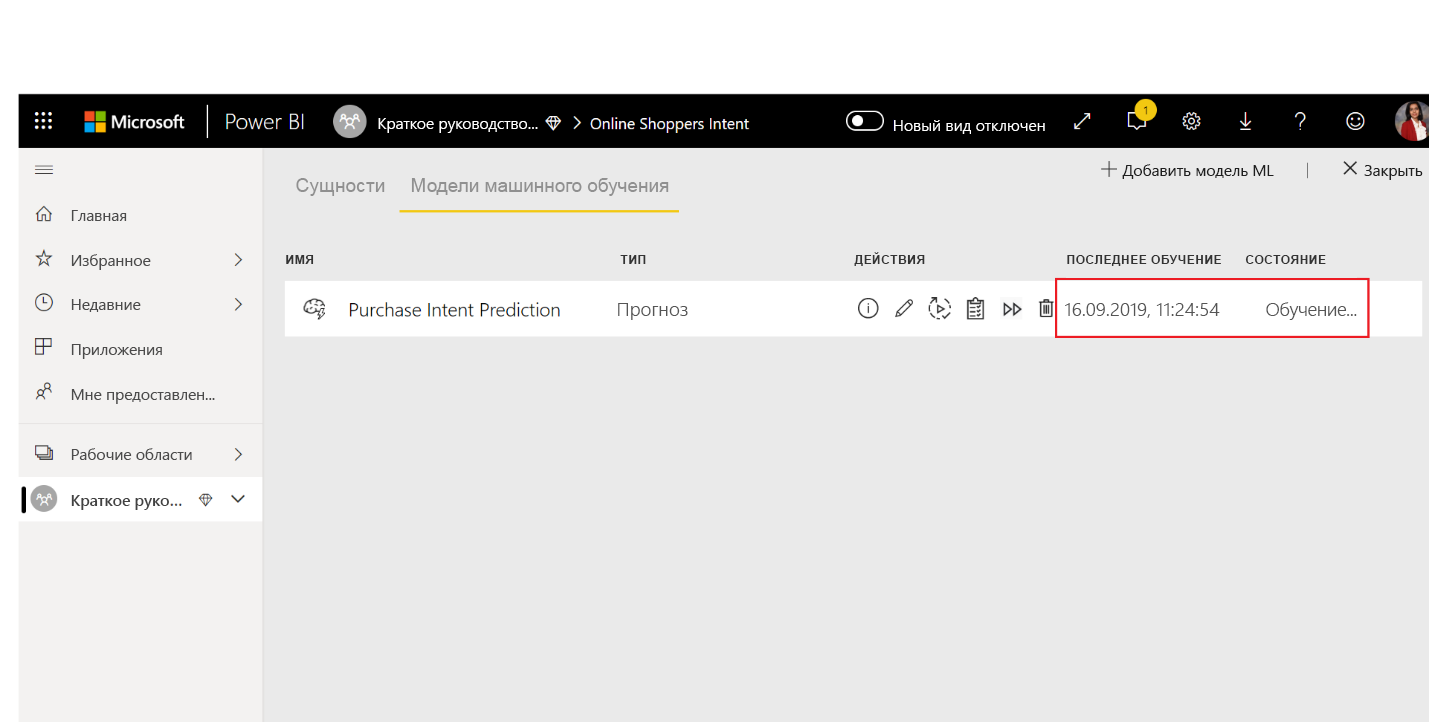 Microsoft Power BI Краткое руководство... > Online Shoppers Intent Новый вид отключен 1 ?
+ Добавить модель ML | Закрыть
Сущности Модели машинного обучения
Главная
Избранное
Недавние
Приложения
Мне предоставлен...
Рабочие области
Краткое руко...
ИМЯ ТИП ДЕЙСТВИЯ ПОСЛЕДНЕЕ ОБУЧЕНИЕ СОСТОЯНИЕ
Purchase Intent Prediction Прогноз 16.09.2019, 11:24:54 Обучение...